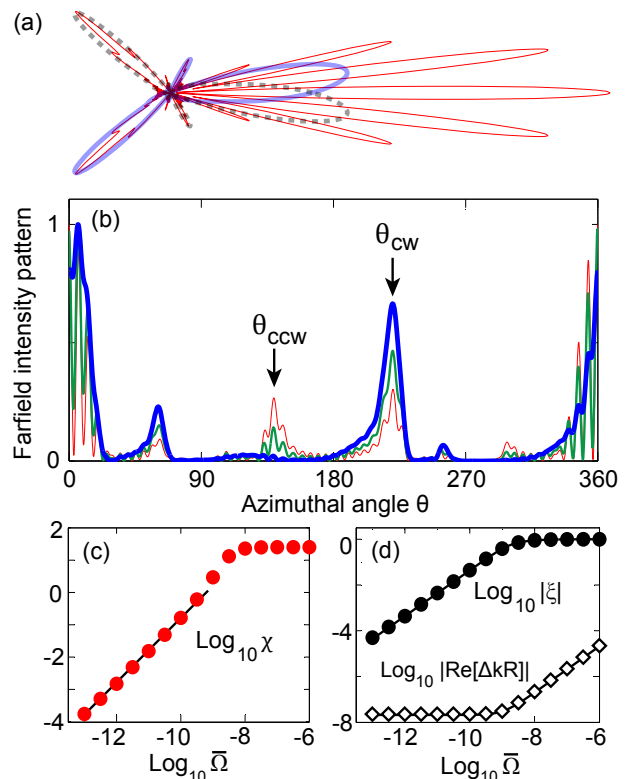 (a)
(b)
Farfield intensity pattern
1
0
θccw
θcw
0 90 180 270 360
Azimuthal angle θ
(c)
2
0
-2
-4
Log10 χ
-12 -10 -8 -6
Log10 Ω̅
(d)
0
-4
-8
Log10 |ξ|
Log10 |Re[ΔkR]|
-12 -10 -8 -6
Log10 Ω̅